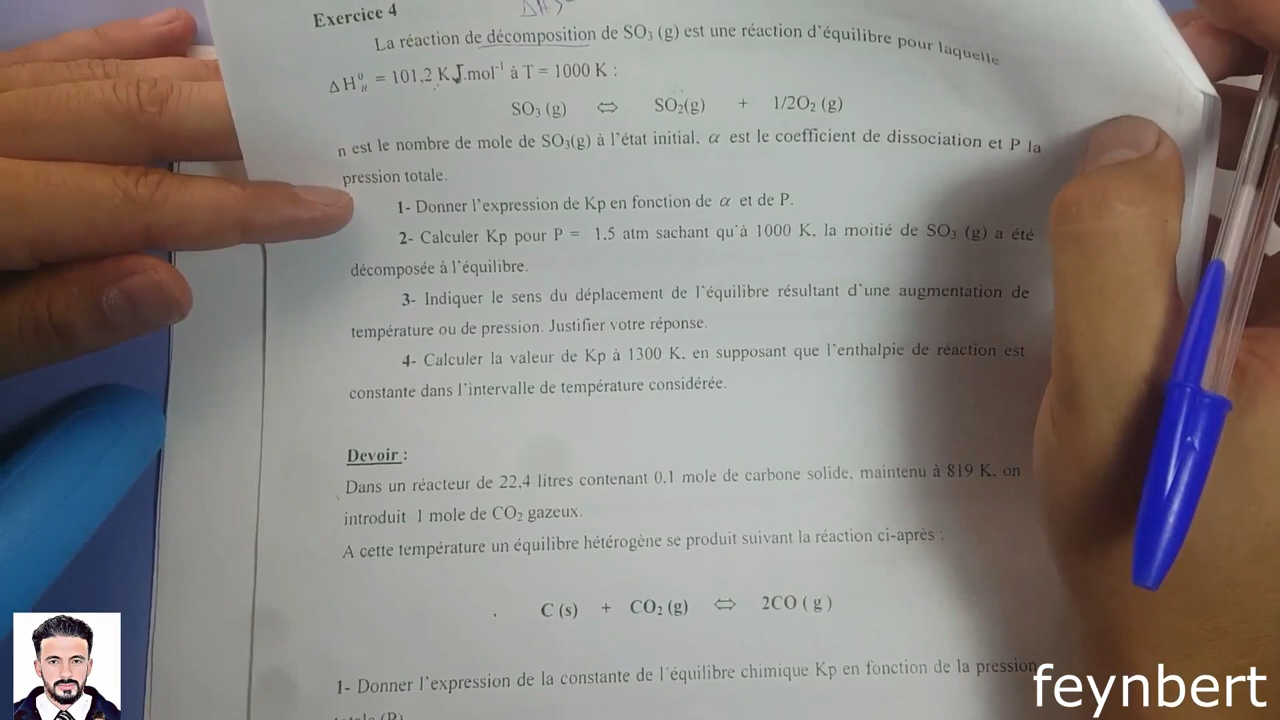 Exercice 4
La réaction de décomposition de SO3 (g) est une réaction d'équilibre pour laquelle
ΔH°R = 101,2 KJ.mol-1 à T = 1000 K :
SO3 (g) ⇔ SO2(g) + 1/2O2 (g)
n est le nombre de mole de SO3(g) à l'état initial. α est le coefficient de dissociation et P la
pression totale.
1- Donner l'expression de Kp en fonction de α et de P.
2- Calculer Kp pour P = 1.5 atm sachant qu'à 1000 K, la moitié de SO3 (g) a été
décomposée à l'équilibre.
3- Indiquer le sens du déplacement de l'équilibre résultant d'une augmentation de
température ou de pression. Justifier votre réponse.
4- Calculer la valeur de Kp à 1300 K. en supposant que l'enthalpie de réaction est
constante dans l'intervalle de température considérée.
Devoir :
Dans un réacteur de 22,4 litres contenant 0.1 mole de carbone solide, maintenu à 819 K. on
introduit 1 mole de CO2 gazeux.
A cette température un équilibre hétérogène se produit suivant la réaction ci-après :
C (s) + CO2 (g) ⇔ 2CO ( g )
1- Donner l'expression de la constante de l'équilibre chimique Kp en fonction de la pression
totale (P)
feynbert